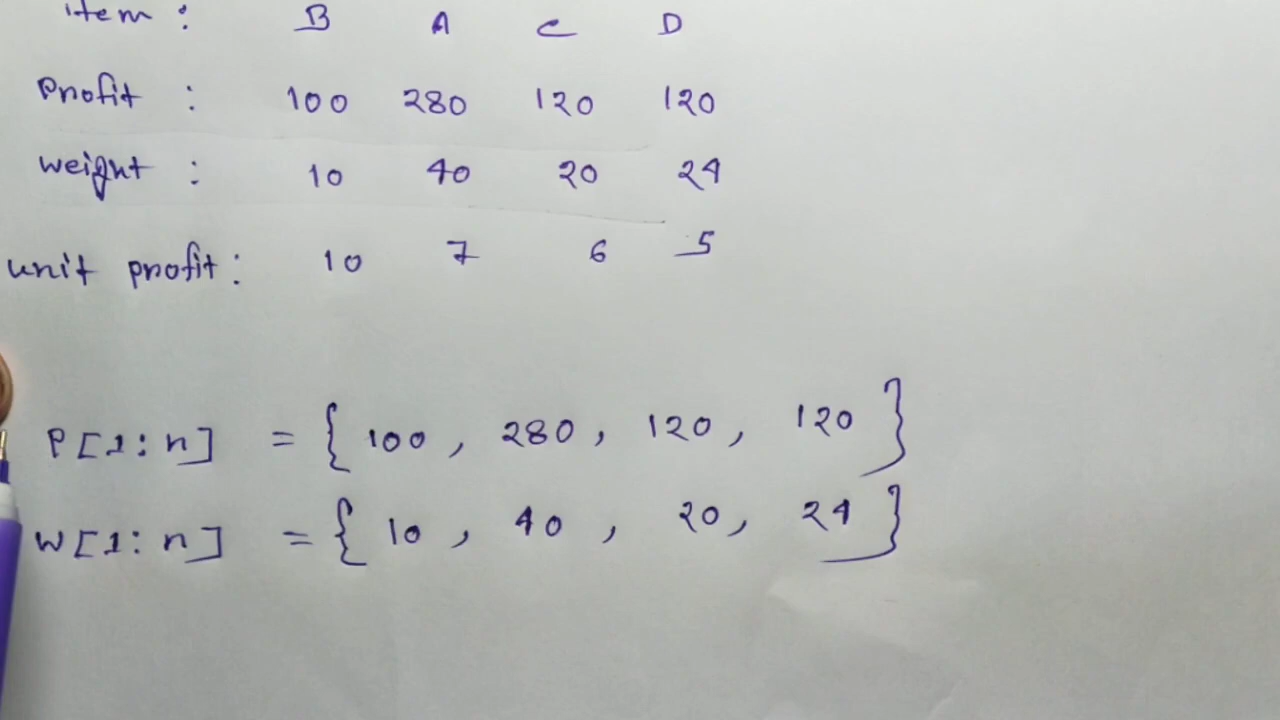 item : B A C D
Profit : 100 280 120 120
weight : 10 40 20 24
unit profit : 10 7 6 5
P[1:n] = { 100 , 280 , 120 , 120 }
W[1:n] = { 10 , 40 , 20 , 24 }